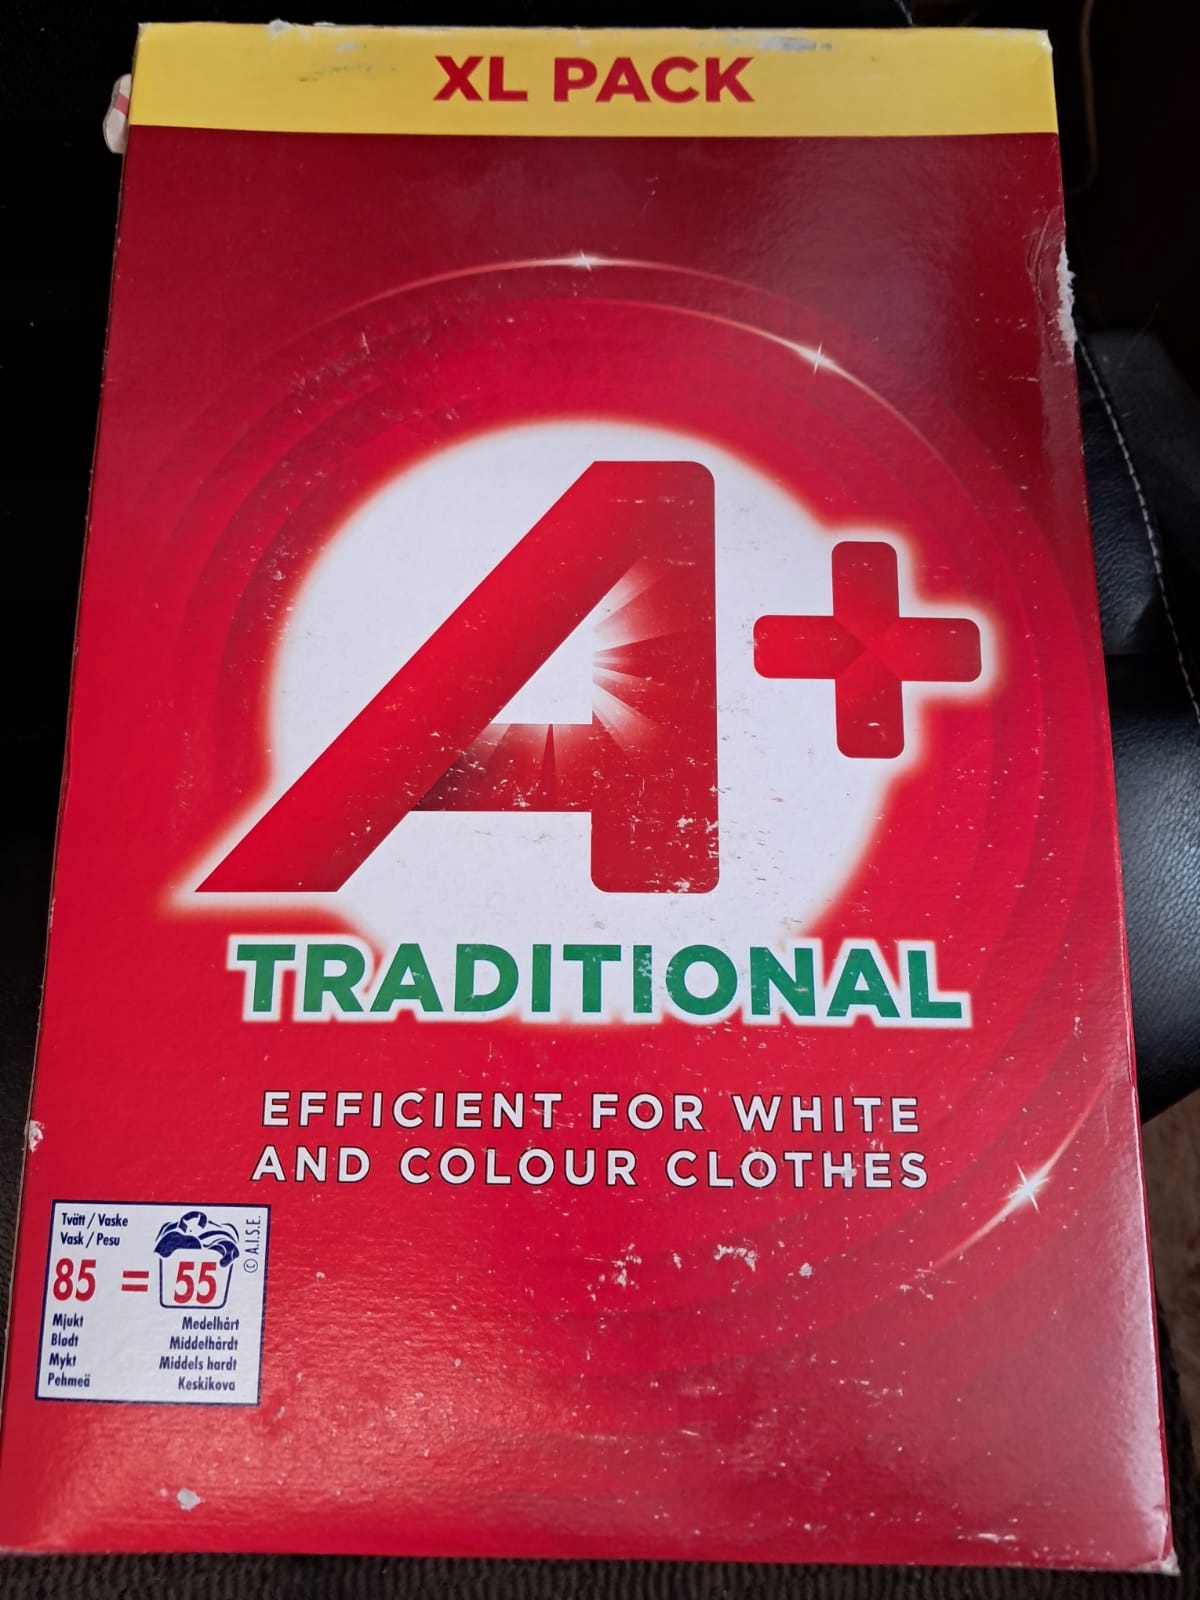 XL PACK
A+
TRADITIONAL
EFFICIENT FOR WHITE
AND COLOUR CLOTHES
Tvätt / Vaske
Vask / Pesu
85 = 55
© A.I.S.E.
Mjukt Medelhårt
Blødt Middelhårdt
Mykt Middels hardt
Pehmeä Keskikova